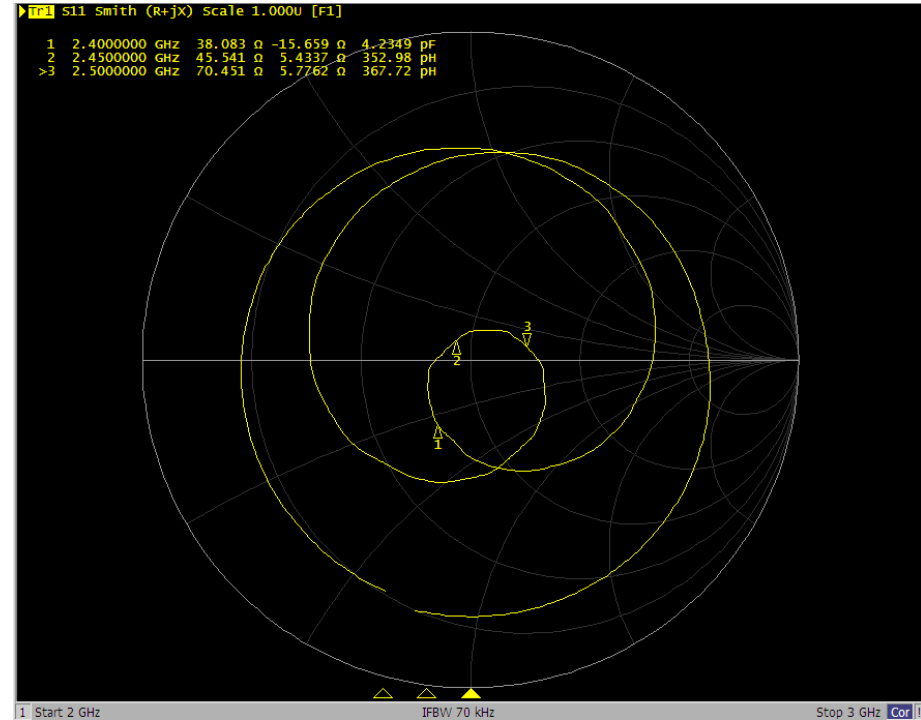 Tr1 S11 Smith (R+jX) Scale 1.000U [F1]
1 2.4000000 GHz 38.083 Ω -15.659 Ω 4.2349 pF
2 2.4500000 GHz 45.541 Ω 5.4337 Ω 352.98 pH
>3 2.5000000 GHz 70.451 Ω 5.7762 Ω 367.72 pH
3
2
1
1 Start 2 GHz IFBW 70 kHz Stop 3 GHz Cor